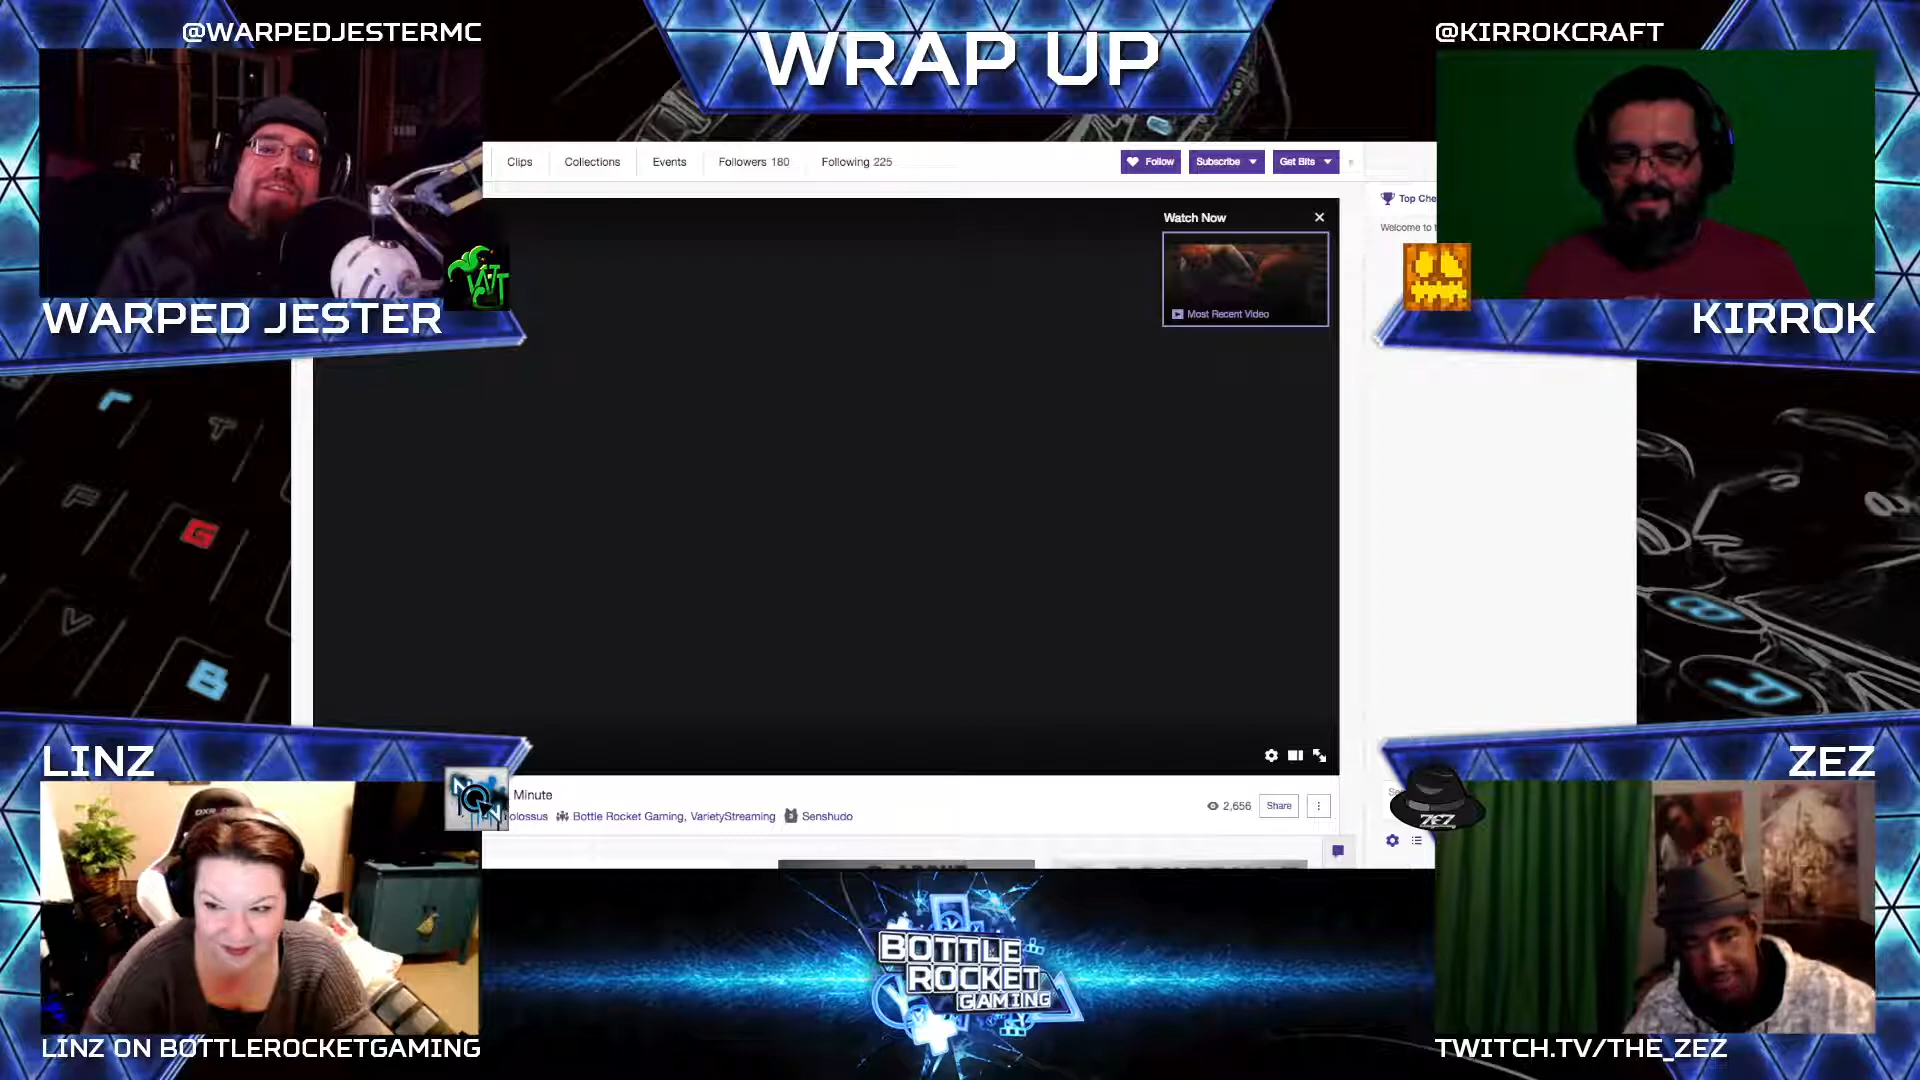 @WARPEDJESTERMC
WRAP UP
@KIRROKCRAFT
Clips
Collections
Events
Followers 180
Following 225
Follow
Subscribe
Get Bits
Watch Now
Most Recent Video
Top Che
Welcome to
WARPED JESTER
KIRROK
T
F
G
V
B
B
R
LINZ
ZEZ
Minute
olossus
Bottle Rocket Gaming, VarietyStreaming
Senshudo
2,656
Share
ZEZ
BOTTLE
ROCKET
GAMING
LINZ ON BOTTLEROCKETGAMING
TWITCH.TV/THE_ZEZ